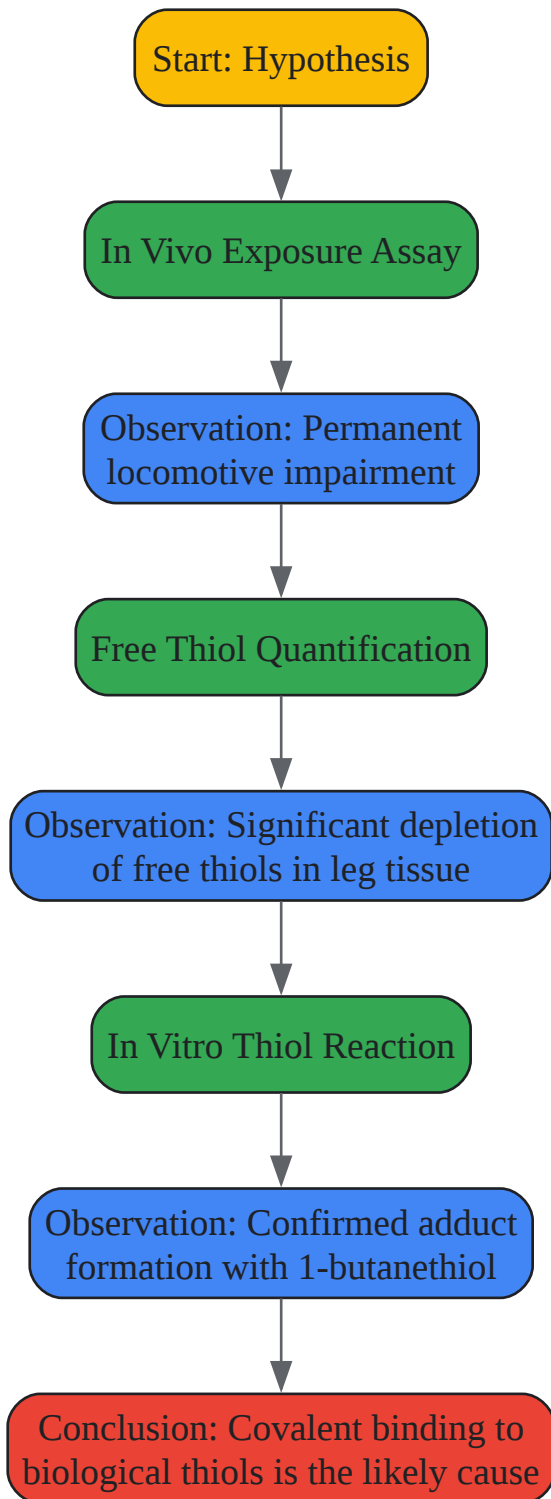 Start: Hypothesis
In Vivo Exposure Assay
Observation: Permanent
locomotive impairment
Free Thiol Quantification
Observation: Significant depletion
of free thiols in leg tissue
In Vitro Thiol Reaction
Observation: Confirmed adduct
formation with 1-butanethiol
Conclusion: Covalent binding to
biological thiols is the likely cause